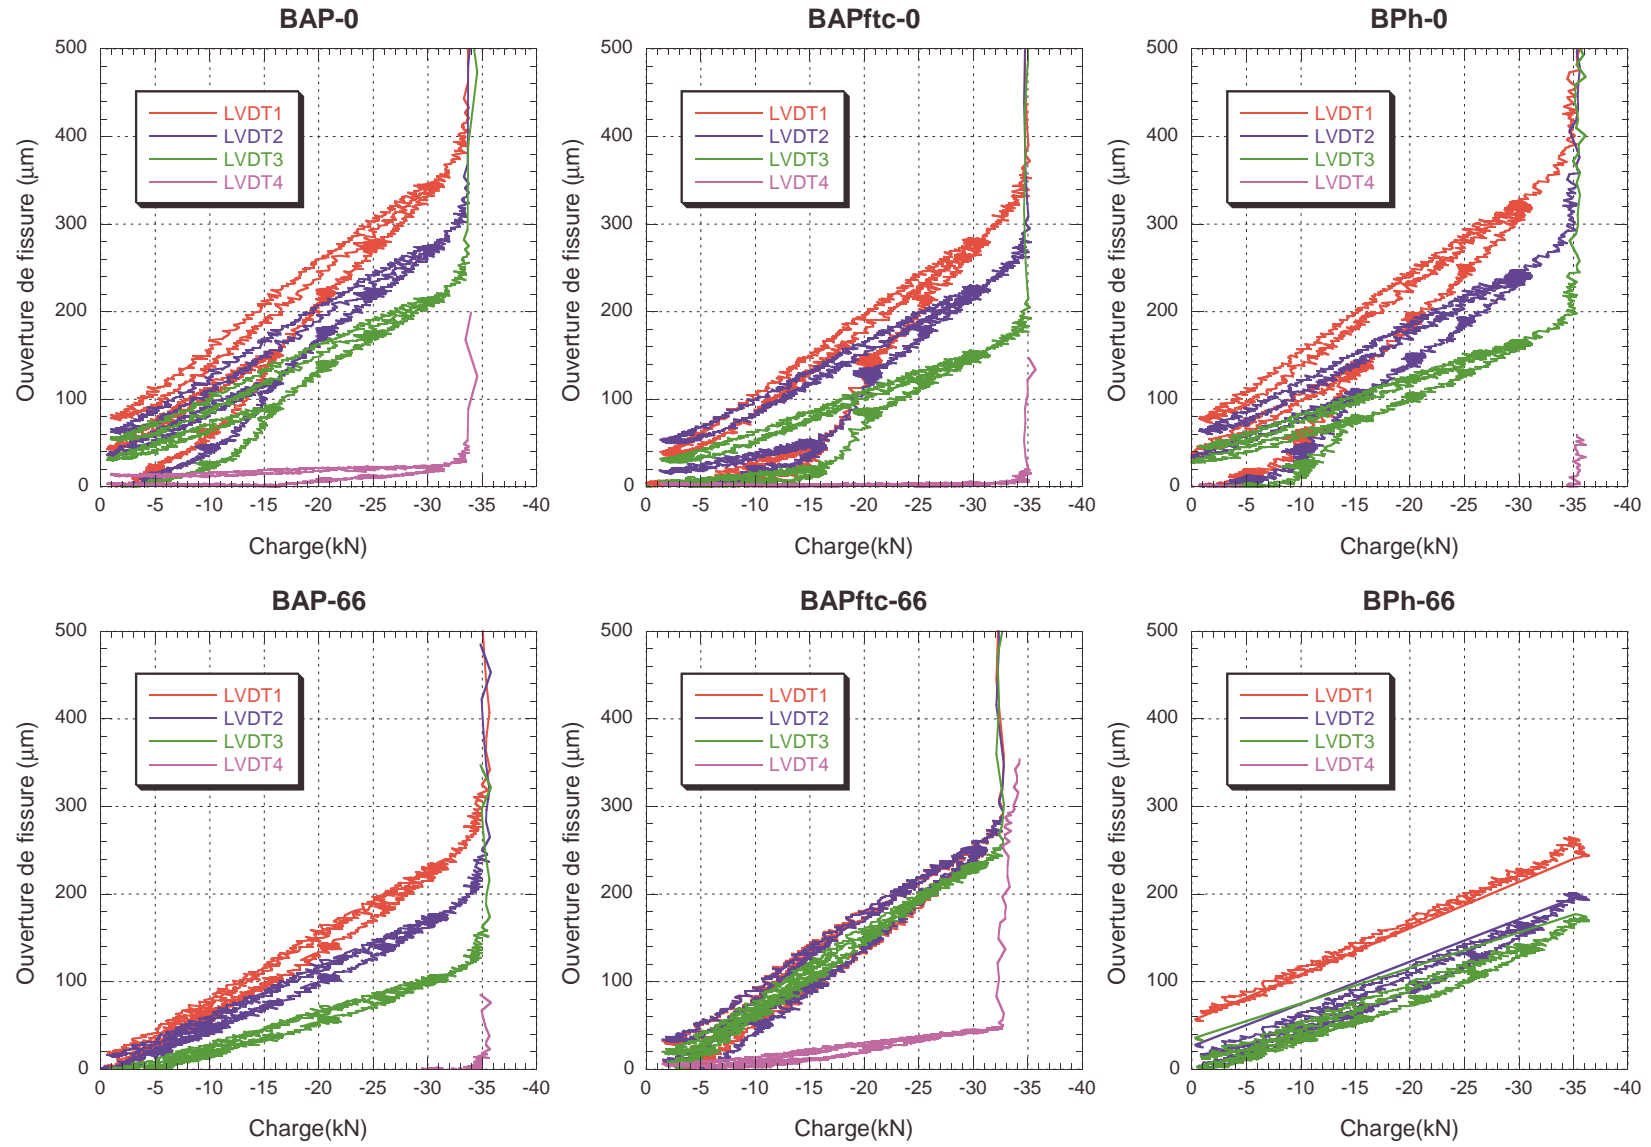 BAP-0
BAPftc-0
BPh-0
500
400
300
200
100
0
Ouverture de fissure (µm)
LVDT1
LVDT2
LVDT3
LVDT4
0 -5 -10 -15 -20 -25 -30 -35 -40
Charge(kN)
500
400
300
200
100
0
Ouverture de fissure (µm)
LVDT1
LVDT2
LVDT3
LVDT4
0 -5 -10 -15 -20 -25 -30 -35 -40
Charge(kN)
500
400
300
200
100
0
Ouverture de fissure (µm)
LVDT1
LVDT2
LVDT3
LVDT4
0 -5 -10 -15 -20 -25 -30 -35 -40
Charge(kN)
BAP-66
BAPftc-66
BPh-66
500
400
300
200
100
0
Ouverture de fissure (µm)
LVDT1
LVDT2
LVDT3
LVDT4
0 -5 -10 -15 -20 -25 -30 -35 -40
Charge(kN)
500
400
300
200
100
0
Ouverture de fissure (µm)
LVDT1
LVDT2
LVDT3
LVDT4
0 -5 -10 -15 -20 -25 -30 -35 -40
Charge(kN)
500
400
300
200
100
0
Ouverture de fissure (µm)
LVDT1
LVDT2
LVDT3
LVDT4
0 -5 -10 -15 -20 -25 -30 -35 -40
Charge(kN)